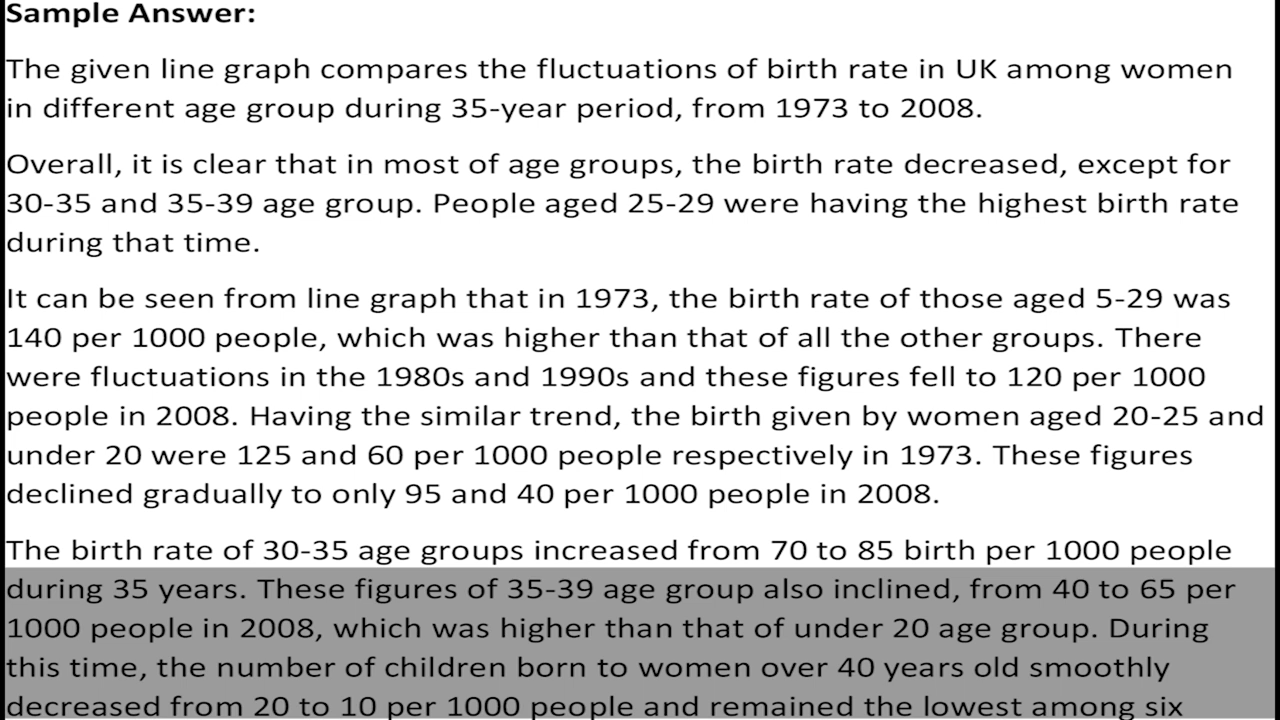 Sample Answer:
The given line graph compares the fluctuations of birth rate in UK among women
in different age group during 35-year period, from 1973 to 2008.
Overall, it is clear that in most of age groups, the birth rate decreased, except for
30-35 and 35-39 age group. People aged 25-29 were having the highest birth rate
during that time.
It can be seen from line graph that in 1973, the birth rate of those aged 5-29 was
140 per 1000 people, which was higher than that of all the other groups. There
were fluctuations in the 1980s and 1990s and these figures fell to 120 per 1000
people in 2008. Having the similar trend, the birth given by women aged 20-25 and
under 20 were 125 and 60 per 1000 people respectively in 1973. These figures
declined gradually to only 95 and 40 per 1000 people in 2008.
The birth rate of 30-35 age groups increased from 70 to 85 birth per 1000 people
during 35 years. These figures of 35-39 age group also inclined, from 40 to 65 per
1000 people in 2008, which was higher than that of under 20 age group. During
this time, the number of children born to women over 40 years old smoothly
decreased from 20 to 10 per 1000 people and remained the lowest among six